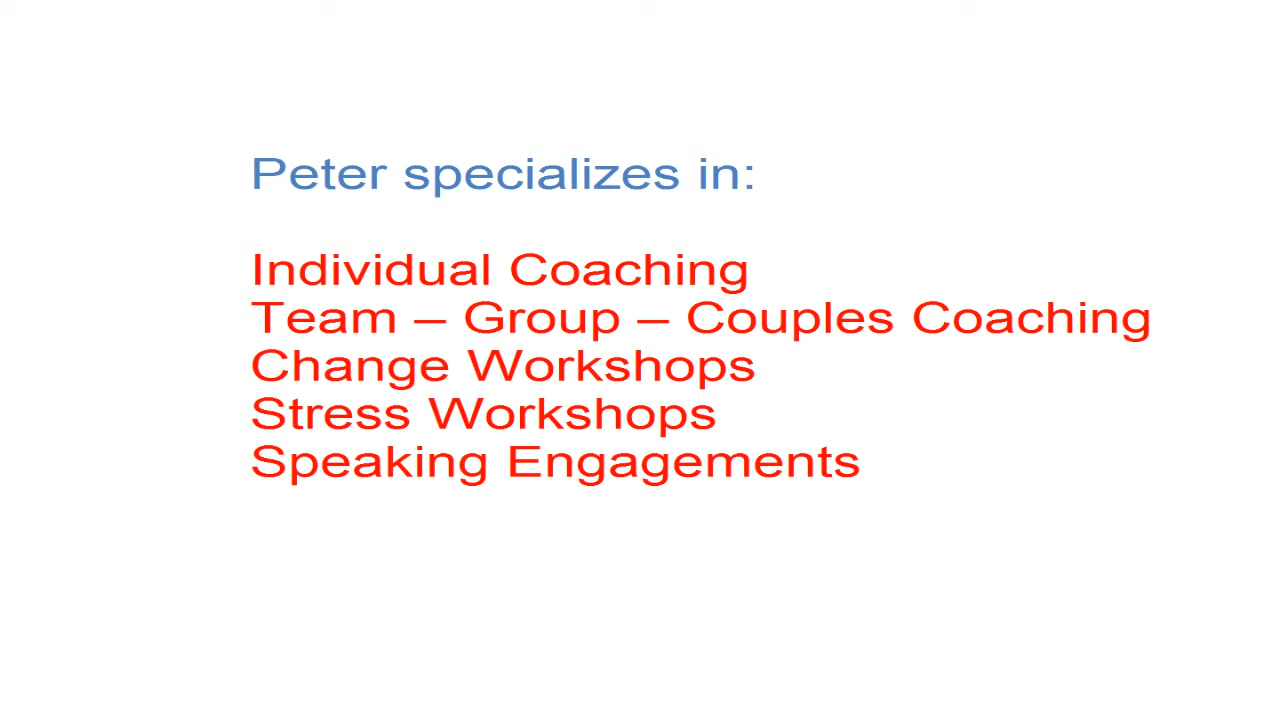 Peter specializes in:
Individual Coaching
Team – Group – Couples Coaching
Change Workshops
Stress Workshops
Speaking Engagements